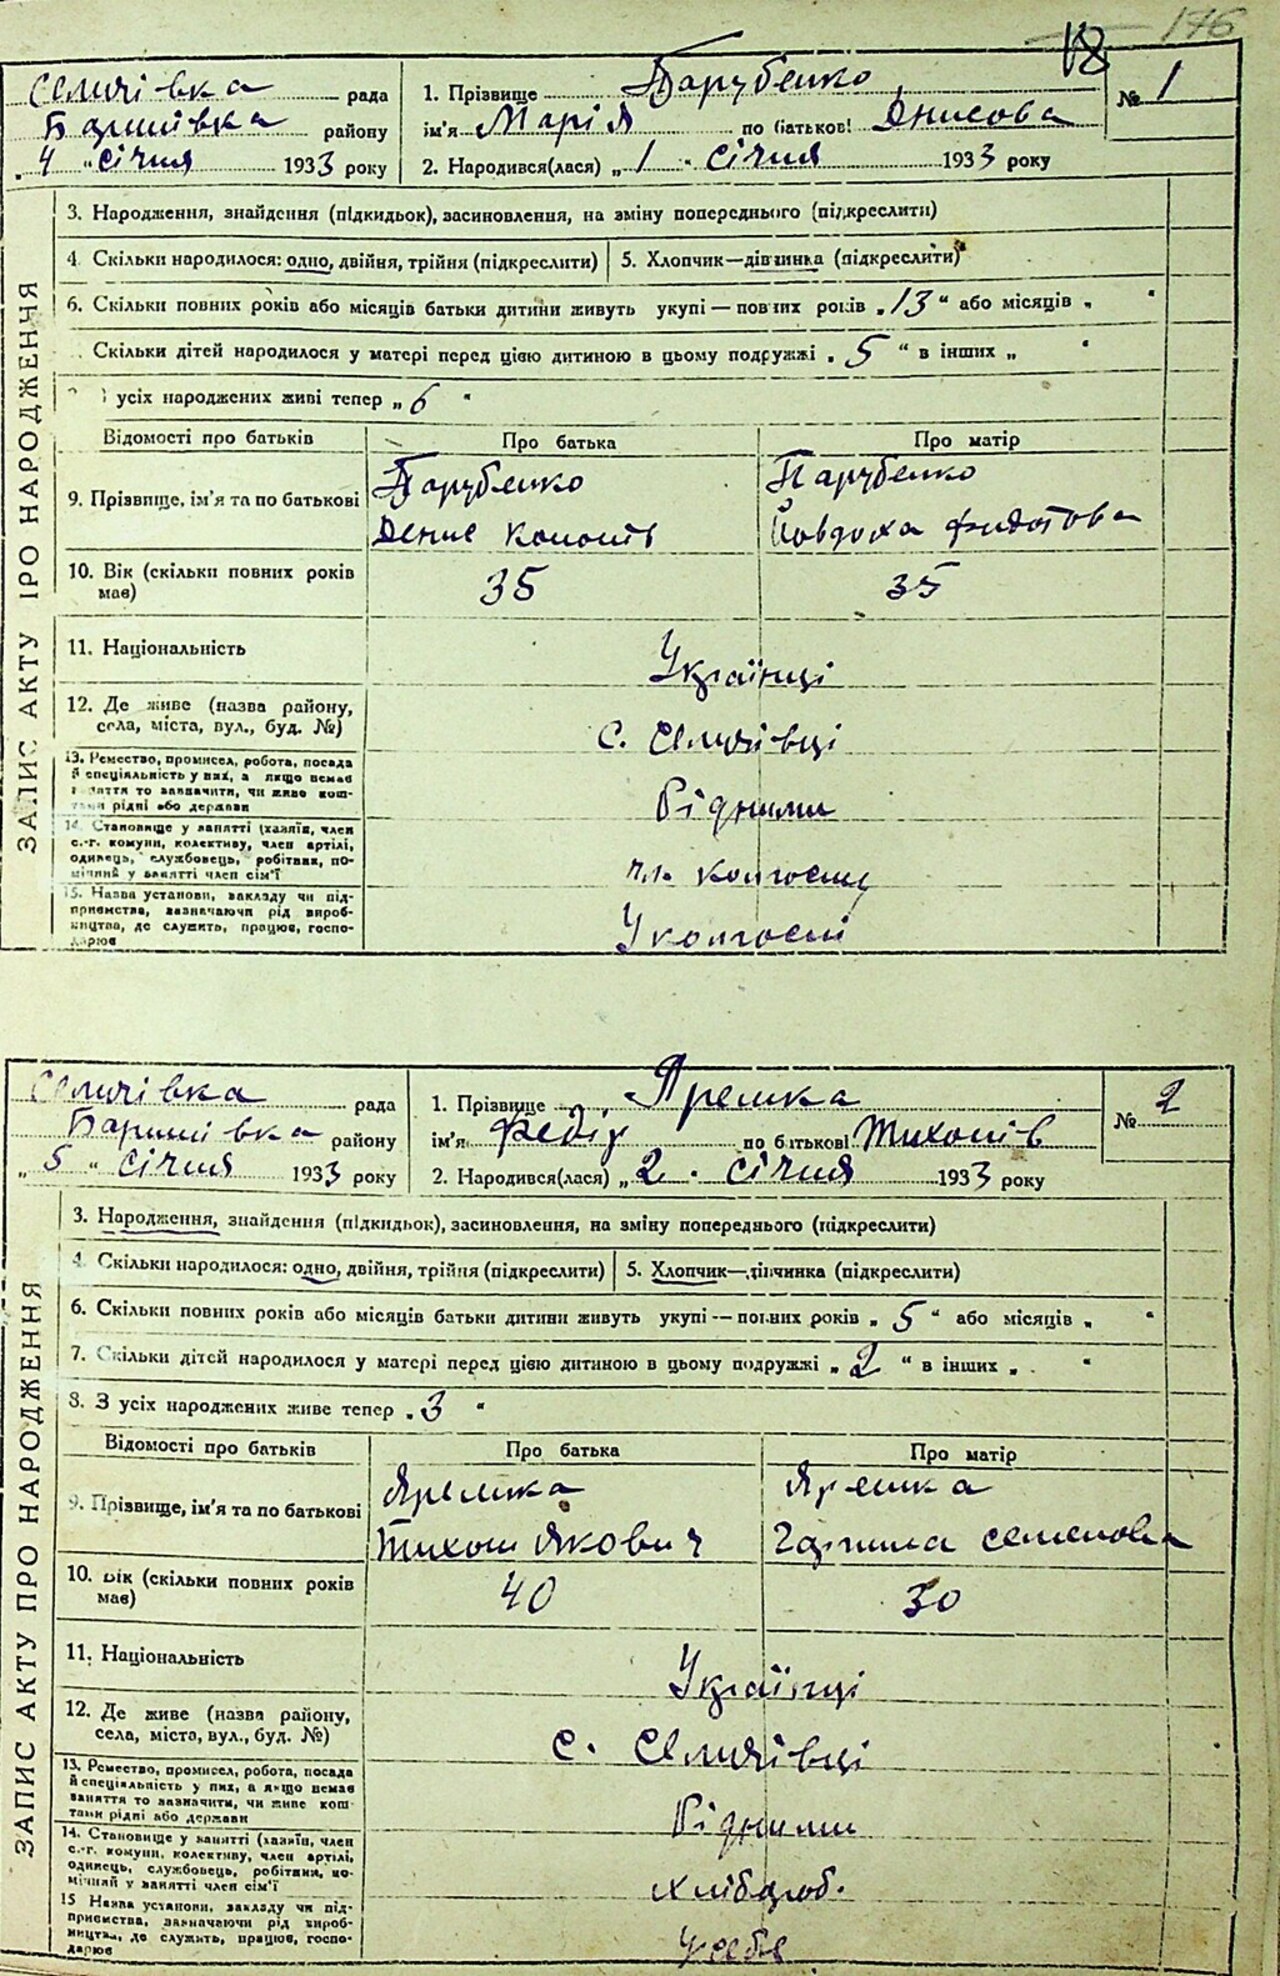 176
18
Селичівка рада
Баришівка району
„ 4 “ січня 1933 року
1. Прізвище Парубенко
ім'я Марія по батькові Денисова
2. Народився(лася) „ 1 “ січня 1933 року
№ 1
ЗАПИС АКТУ ПРО НАРОДЖЕННЯ
3. Народження, знайдення (підкидьок), засиновлення, на зміну попереднього (підкреслити)
4. Скільки народилося: одно, двійня, трійня (підкреслити)
5. Хлопчик—дівчинка (підкреслити)
6. Скільки повних років або місяців батьки дитини живуть укупі — повних років „ 13 “ або місяців „ “
Скільки дітей народилося у матері перед цією дитиною в цьому подружжі „ 5 “ в інших „ “
З усіх народжених живі тепер „ 6 “
Відомості про батьків
Про батька
Про матір
9. Прізвище, ім'я та по батькові
Парубенко
Денис
Парубенко
Йовдоха Федотова
10. Вік (скільки повних років має)
35
35
11. Національність
Українці
12. Де живе (назва району, села, міста, вул., буд. №)
с. Селичівці
13. Ремество, промисел, робота, посада й спеціяльність у них, а якщо немає заняття то зазначити, чи живе коштами рідні або держави
Бідними
14. Становище у занятті (хазяїн, член с.-г. комуни, колективу, член артілі, одинець, службовець, робітник, помічний у занятті член сім'ї
чл. колгоспу
15. Назва установи, закладу чи підприємства, зазначаючи рід виробництва, де служить, працює, господарює
У колгоспі
Селичівка рада
Баришівка району
„ 5 “ січня 1933 року
1. Прізвище Яремка
ім'я Федір по батькові Тихонів
2. Народився(лася) „ 2 “ січня 1933 року
№ 2
ЗАПИС АКТУ ПРО НАРОДЖЕННЯ
3. Народження, знайдення (підкидьок), засиновлення, на зміну попереднього (підкреслити)
4. Скільки народилося: одно, двійня, трійня (підкреслити)
5. Хлопчик—дівчинка (підкреслити)
6. Скільки повних років або місяців батьки дитини живуть укупі — повних років „ 5 “ або місяців „ “
7. Скільки дітей народилося у матері перед цією дитиною в цьому подружжі „ 2 “ в інших „ “
8. З усіх народжених живе тепер „ 3 “
Відомості про батьків
Про батька
Про матір
9. Прізвище, ім'я та по батькові
Яремка
Тихон Якович
Яремка
Гарпина Семенова
10. Вік (скільки повних років має)
40
30
11. Національність
Українці
12. Де живе (назва району, села, міста, вул., буд. №)
с. Селичівці
13. Ремество, промисел, робота, посада й спеціяльність у них, а якщо немає заняття то зазначити, чи живе коштами рідні або держави
Бідними
14. Становище у занятті (хазяїн, член с.-г. комуни, колективу, член артілі, одинець, службовець, робітник, помічний у занятті член сім'ї
хлібороб.
15 Назва установи, закладу чи підприємства, зазначаючи рід виробництва, де служить, працює, господарює
У себе